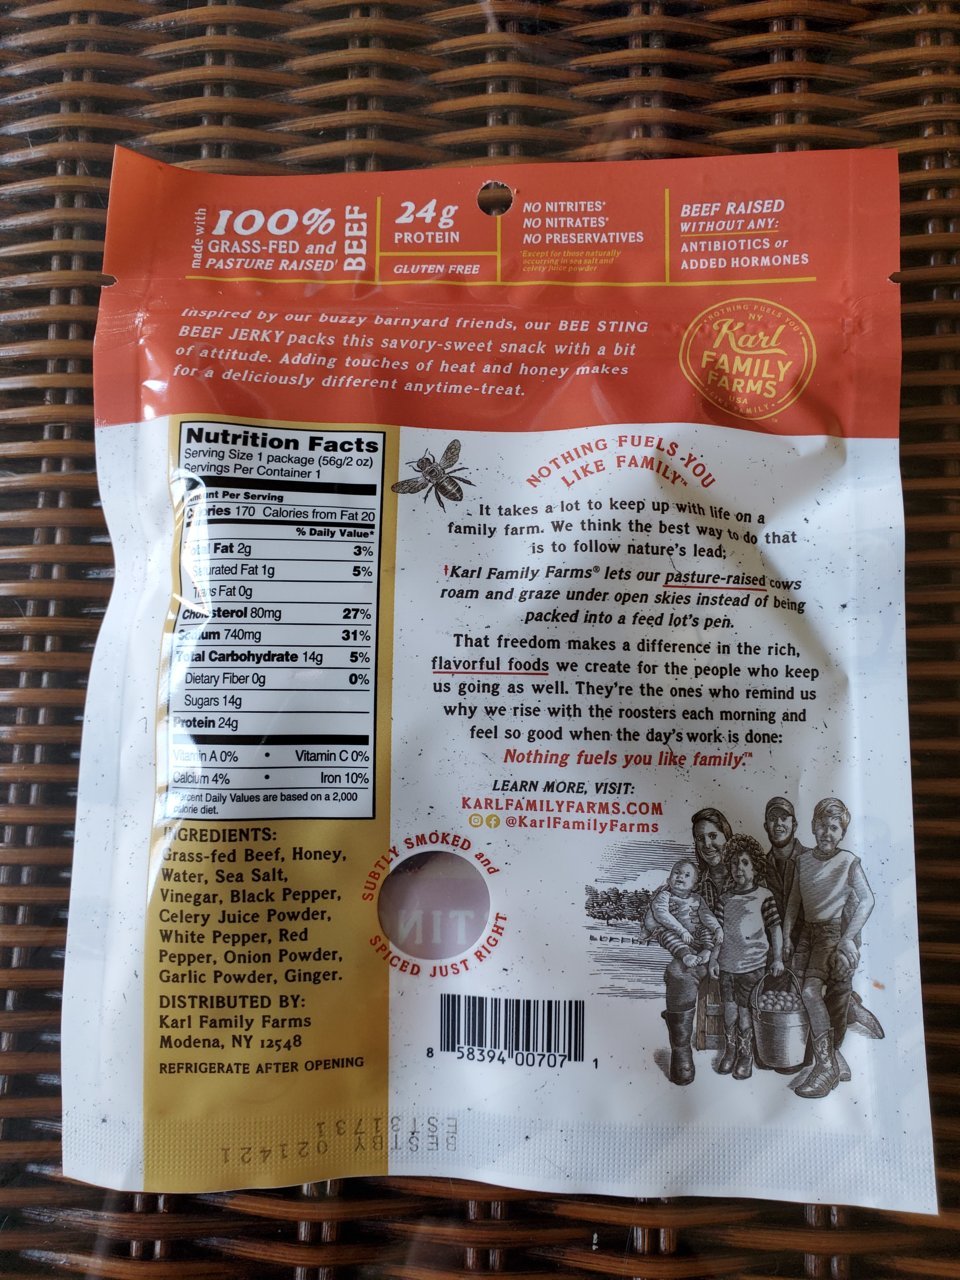 made with
100%
GRASS-FED and
PASTURE RAISED†
BEEF
24g
PROTEIN
GLUTEN FREE
NO NITRITES*
NO NITRATES*
NO PRESERVATIVES
*Except for those naturally
occurring in sea salt and
celery juice powder
BEEF RAISED
WITHOUT ANY:
ANTIBIOTICS or
ADDED HORMONES
Inspired by our buzzy barnyard friends, our BEE STING
BEEF JERKY packs this savory-sweet snack with a bit
of attitude. Adding touches of heat and honey makes
for a deliciously different anytime-treat.
NOTHING FUELS YOU
NY
Karl
FAMILY
FARMS
USA
LIKE FAMILY
Nutrition Facts
Serving Size 1 package (56g/2 oz)
Servings Per Container 1
Amount Per Serving
Calories 170 Calories from Fat 20
% Daily Value*
Total Fat 2g 3%
Saturated Fat 1g 5%
Trans Fat 0g
Cholesterol 80mg 27%
Sodium 740mg 31%
Total Carbohydrate 14g 5%
Dietary Fiber 0g 0%
Sugars 14g
Protein 24g
Vitamin A 0% • Vitamin C 0%
Calcium 4% • Iron 10%
*Percent Daily Values are based on a 2,000
calorie diet.
INGREDIENTS:
Grass-fed Beef, Honey,
Water, Sea Salt,
Vinegar, Black Pepper,
Celery Juice Powder,
White Pepper, Red
Pepper, Onion Powder,
Garlic Powder, Ginger.
DISTRIBUTED BY:
Karl Family Farms
Modena, NY 12548
REFRIGERATE AFTER OPENING
NOTHING FUELS YOU
LIKE FAMILY™
It takes a lot to keep up with life on a
family farm. We think the best way to do that
is to follow nature's lead;
†Karl Family Farms® lets our pasture-raised cows
roam and graze under open skies instead of being
packed into a feed lot's pen.
That freedom makes a difference in the rich,
flavorful foods we create for the people who keep
us going as well. They're the ones who remind us
why we rise with the roosters each morning and
feel so good when the day's work is done:
Nothing fuels you like family.™
LEARN MORE, VISIT:
KARLFAMILYFARMS.COM
@KarlFamilyFarms
SUBTLY SMOKED and
SPICED JUST RIGHT
TIN
8 58394 00707 1
BEST BY 021421
EST31731